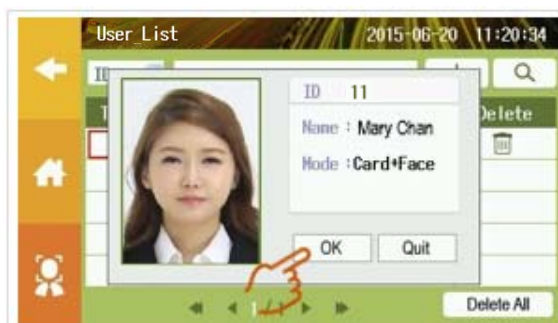 User_List 2015-06-20 11:20:34
ID 11
Name : Mary Chan
Delete
Mode : Card+Face
OK Quit
Delete All